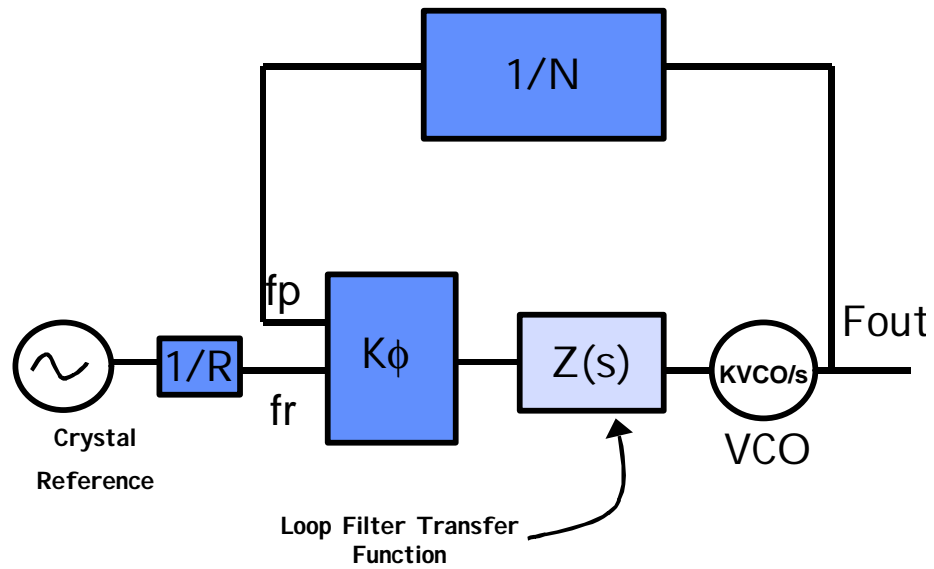 1/N
fp
Kϕ
Z(s)
KVCO/s
Fout
1/R
fr
VCO
Crystal
Reference
Loop Filter Transfer
Function